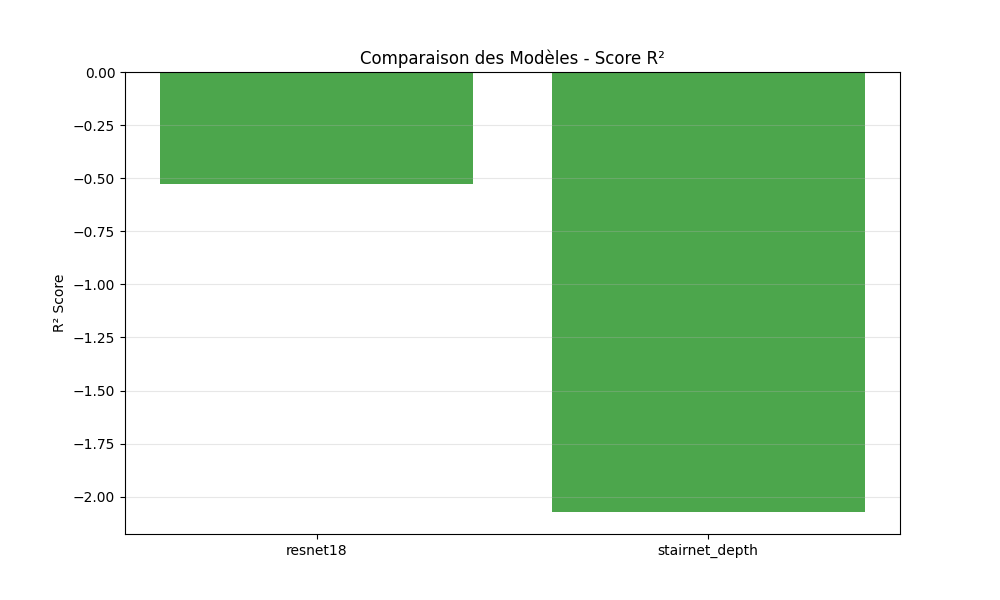 Comparaison des Modèles - Score R²
0.00
−0.25
−0.50
−0.75
−1.00
−1.25
−1.50
−1.75
−2.00
R² Score
resnet18
stairnet_depth